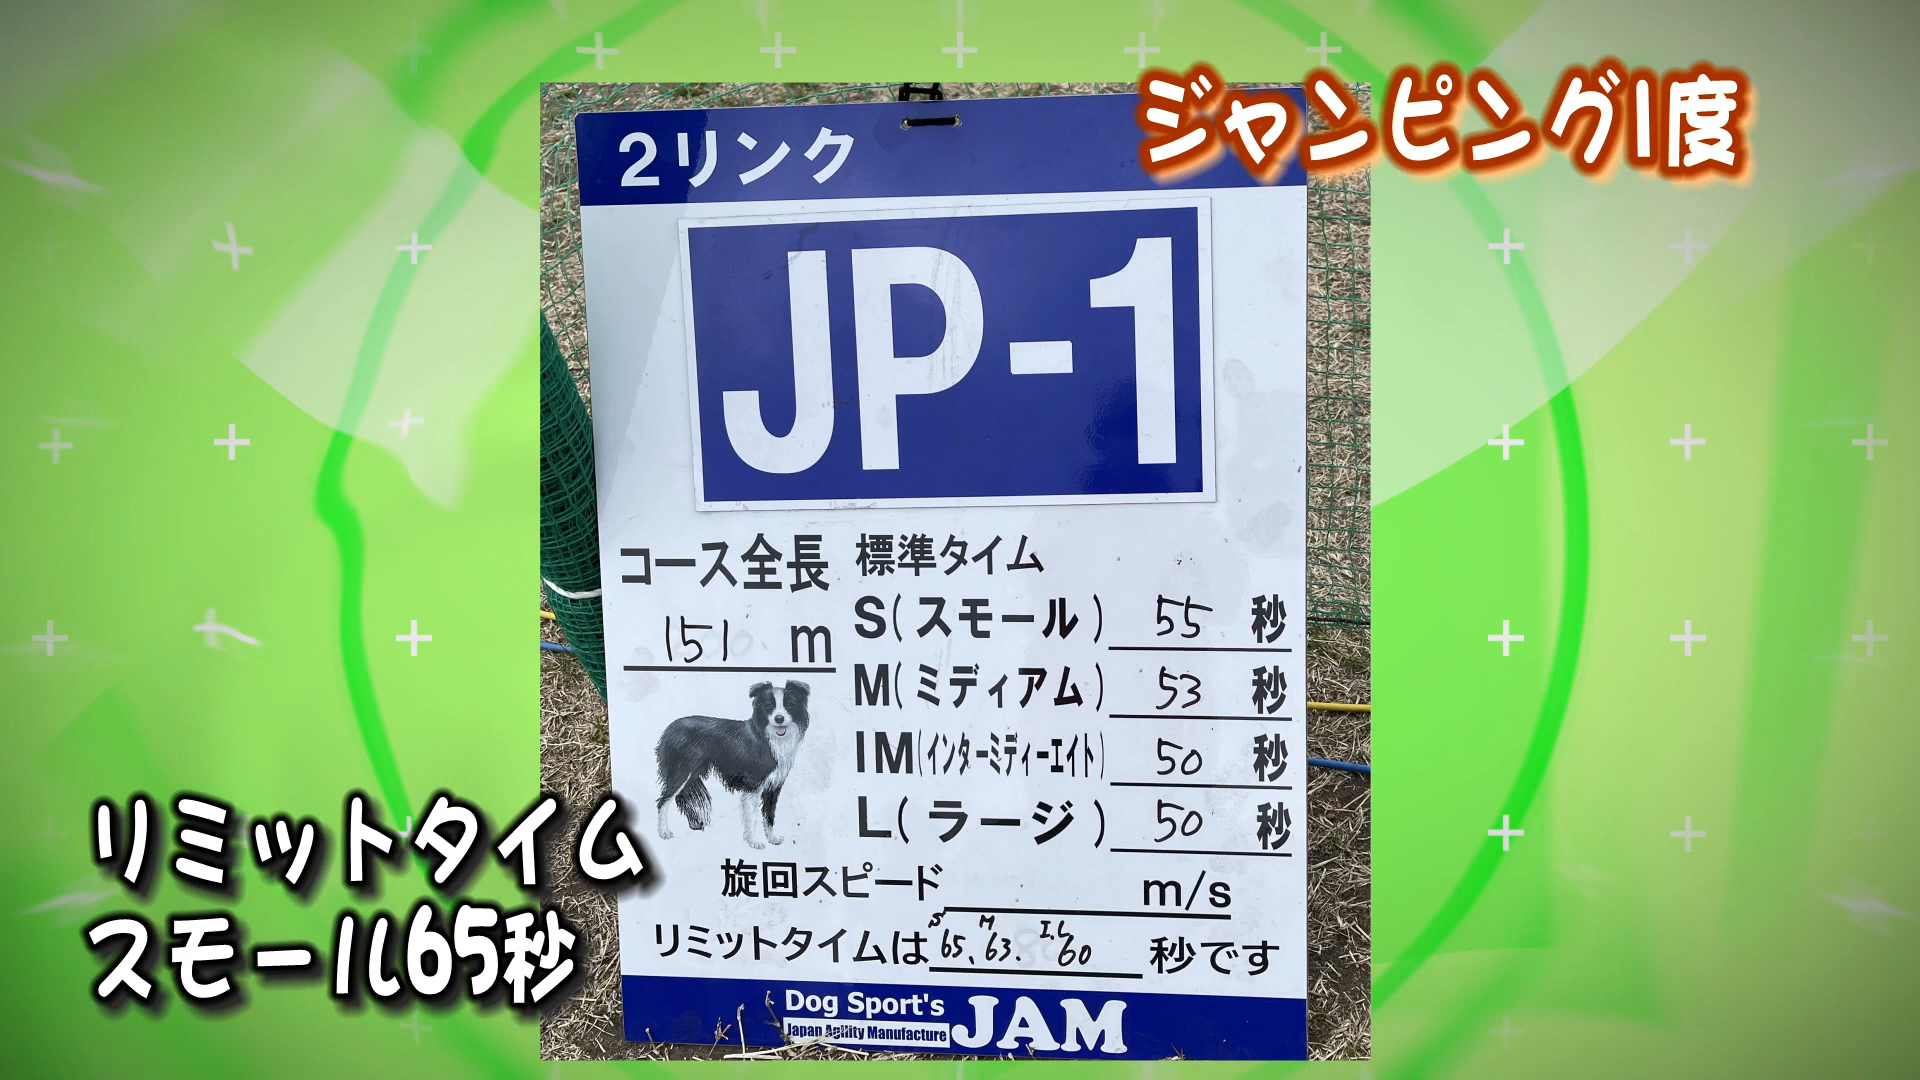 ジャンピング1度
2リンク
JP-1
コース全長
151 m
標準タイム
S(スモール) 55 秒
M(ミディアム) 53 秒
IM(インターミディーエイト) 50 秒
L(ラージ) 50 秒
旋回スピード m/s
S M I.L
リミットタイムは 65、63. 60 秒です
Dog Sport's
Japan Agility Manufacture
JAM
リミットタイム
スモール65秒